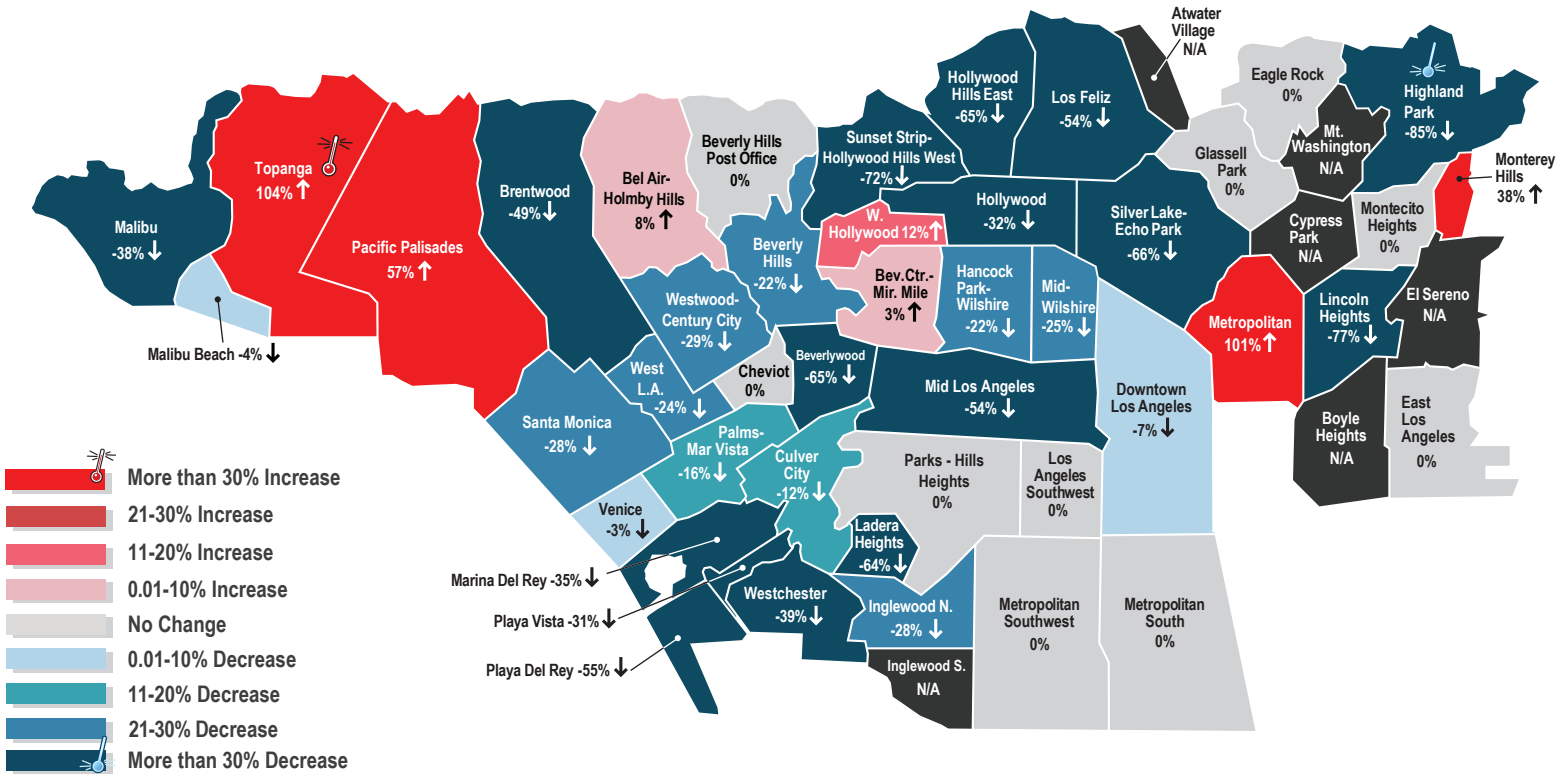 Atwater
Village
N/A
Eagle Rock
0%
Highland
Park
-85%
Hollywood
Hills East
-65%
Los Feliz
-54%
Mt.
Washington
N/A
Glassell
Park
0%
Monterey
Hills
38%
Topanga
104%
Pacific Palisades
57%
Malibu
-38%
Malibu Beach -4%
Brentwood
-49%
Bel Air-
Holmby Hills
8%
Beverly Hills
Post Office
0%
Sunset Strip-
Hollywood Hills West
-72%
Hollywood
-32%
W.
Hollywood 12%
Beverly
Hills
-22%
Bev.Ctr.-
Mir. Mile
3%
Hancock
Park-
Wilshire
-22%
Mid-
Wilshire
-25%
Silver Lake-
Echo Park
-66%
Cypress
Park
N/A
Montecito
Heights
0%
El Sereno
N/A
Lincoln
Heights
-77%
Metropolitan
101%
Westwood-
Century City
-29%
West
L.A.
-24%
Cheviot
0%
Beverlywood
-65%
Mid Los Angeles
-54%
Downtown
Los Angeles
-7%
Boyle
Heights
N/A
East
Los
Angeles
0%
Santa Monica
-28%
Palms-
Mar Vista
-16%
Culver
City
-12%
Parks - Hills
Heights
0%
Los
Angeles
Southwest
0%
Venice
-3%
Ladera
Heights
-64%
Marina Del Rey -35%
Playa Vista -31%
Playa Del Rey -55%
Westchester
-39%
Inglewood N.
-28%
Inglewood S.
N/A
Metropolitan
Southwest
0%
Metropolitan
South
0%
More than 30% Increase
21-30% Increase
11-20% Increase
0.01-10% Increase
No Change
0.01-10% Decrease
11-20% Decrease
21-30% Decrease
More than 30% Decrease